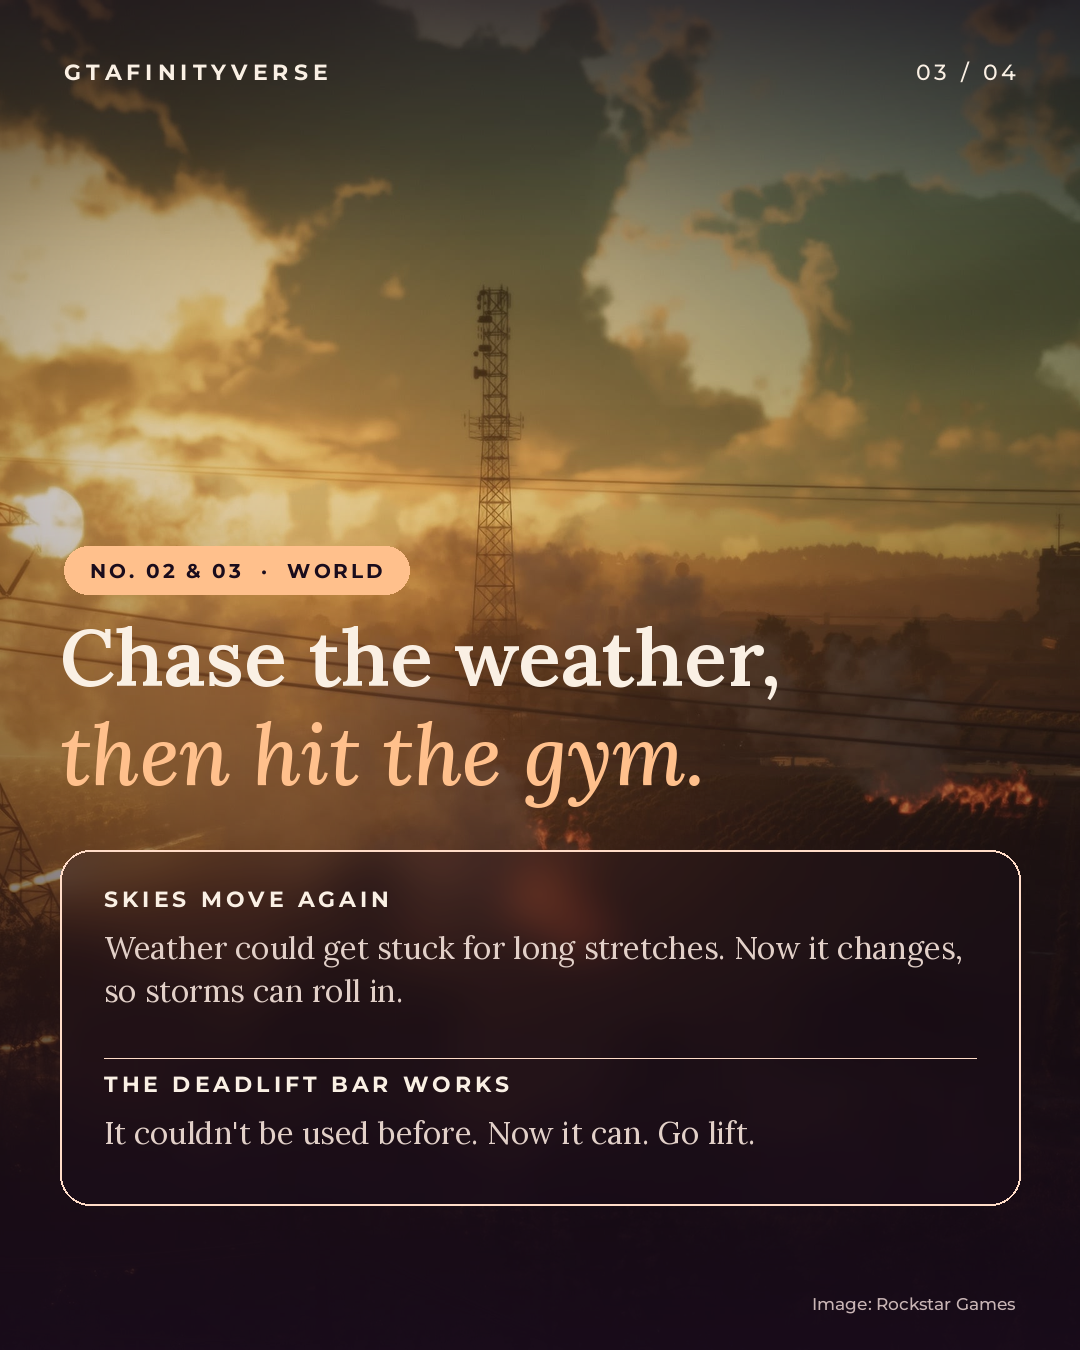 GTAFINITYVERSE
03 / 04
NO. 02 & 03 · WORLD
Chase the weather,
then hit the gym.
SKIES MOVE AGAIN
Weather could get stuck for long stretches. Now it changes,
so storms can roll in.
THE DEADLIFT BAR WORKS
It couldn't be used before. Now it can. Go lift.
Image: Rockstar Games